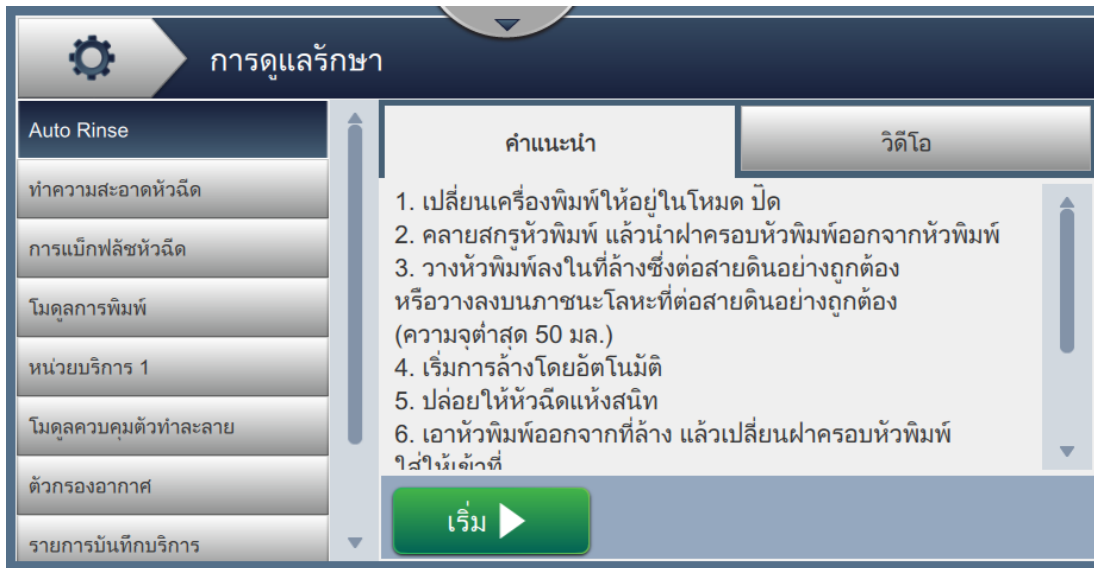 การดูแลรักษา
Auto Rinse
ทำความสะอาดหัวฉีด
การแบ็กฟลัชหัวฉีด
โมดูลการพิมพ์
หน่วยบริการ 1
โมดูลควบคุมตัวทำละลาย
ตัวกรองอากาศ
รายการบันทึกบริการ
คำแนะนำ
วิดีโอ
1. เปลี่ยนเครื่องพิมพ์ให้อยู่ในโหมด ปิด
2. คลายสกรูหัวพิมพ์ แล้วนำฝาครอบหัวพิมพ์ออกจากหัวพิมพ์
3. วางหัวพิมพ์ลงในที่ล้างซึ่งต่อสายดินอย่างถูกต้อง
หรือวางลงบนภาชนะโลหะที่ต่อสายดินอย่างถูกต้อง
(ความจุต่ำสุด 50 มล.)
4. เริ่มการล้างโดยอัตโนมัติ
5. ปล่อยให้หัวฉีดแห้งสนิท
6. เอาหัวพิมพ์ออกจากที่ล้าง แล้วเปลี่ยนฝาครอบหัวพิมพ์
ใส่ให้เข้าที่
เริ่ม